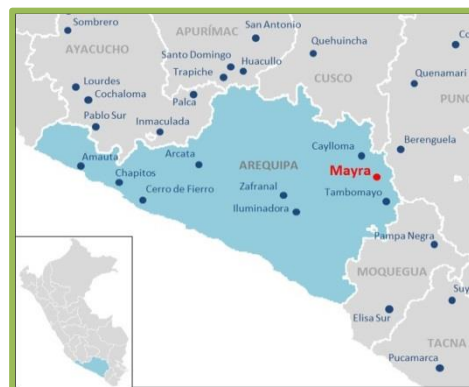 Sombrero
APURÍMAC
San Antonio
AYACUCHO
Santo Domingo
Huacullo
Quehuincha
Trapiche
CUSCO
Lourdes
Cochaloma
Palca
Quenamari
Pablo Sur
Inmaculada
Amauta
Arcata
AREQUIPA
Caylloma
Berenguela
Chapitos
Mayra
Cerro de Fierro
Zafranal
Tambomayo
Iluminadora
Pampa Negra
MOQUEGUA
Elisa Sur
TACNA
Pucamarca